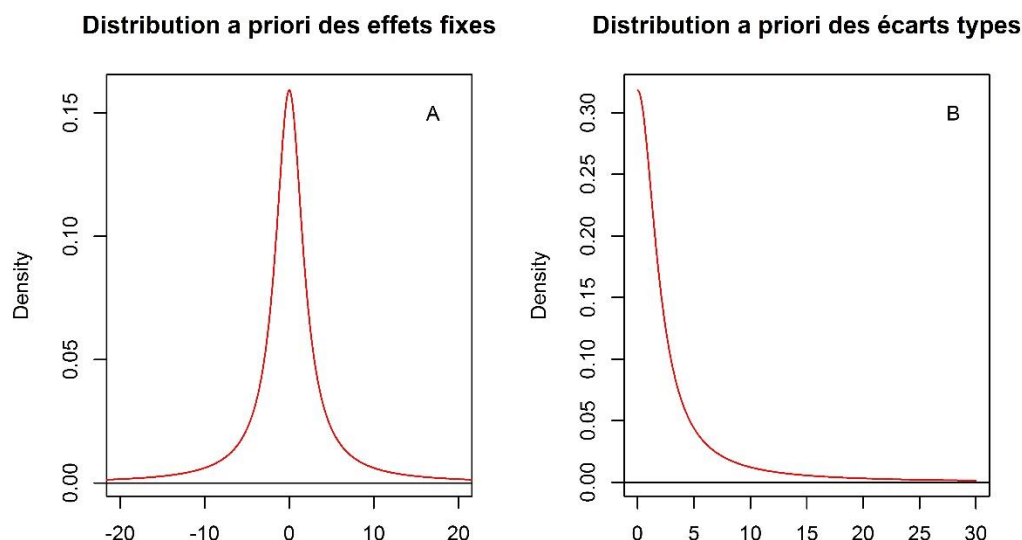 Distribution a priori des effets fixes
A
Density
0.15
0.10
0.05
0.00
-20 -10 0 10 20
Distribution a priori des écarts types
B
Density
0.30
0.25
0.20
0.15
0.10
0.05
0.00
0 5 10 15 20 25 30